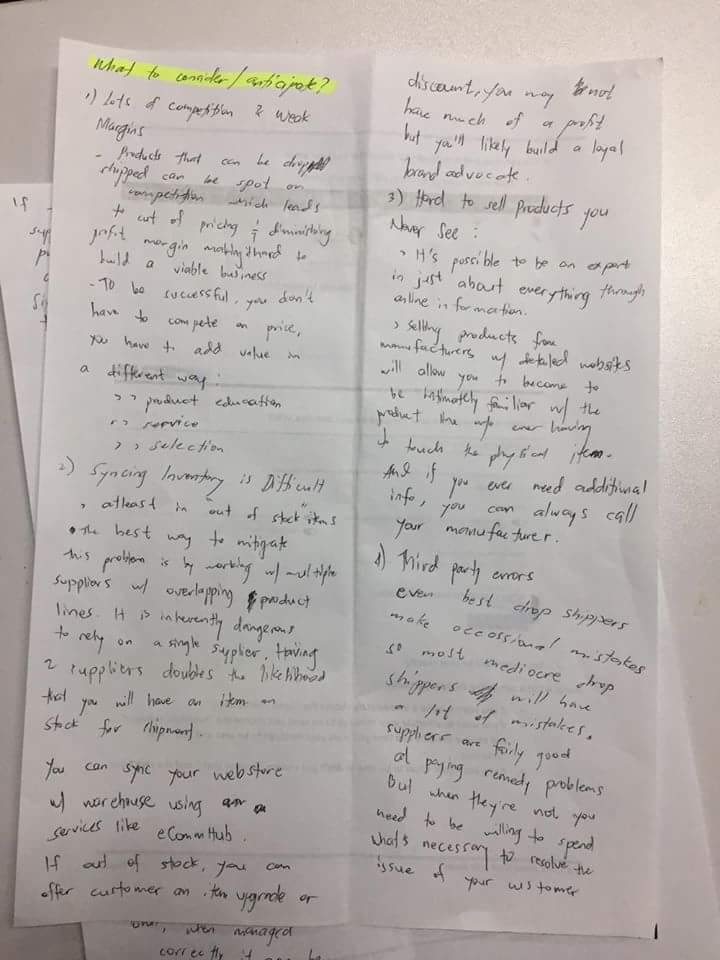 What to consider/anticipate?
1) Lots of competition & weak
Margins
- Products that can be drop
shipped can be spot on
competition which leads
to cut of pricing & diminishing
profit margin making it hard to
build a viable business
- To be successful, you don't
have to compete on price,
you have to add value in
a different way:
>> product education
>> service
>> selection
2) Syncing Inventory is Difficult
> atleast in "out of stock" items
• The best way to mitigate
this problem is by working w/ multiple
suppliers w/ overlapping product
lines. It is inherently dangerous
to rely on a single supplier. Having
2 suppliers doubles the likelihood
that you will have an item on
stock for shipment.
You can sync your webstore
w/ warehouse using a
services like eCommHub.
If out of stock, you can
offer customer an item upgrade or
discount, you may not
have much of a profit
but you'll likely build a loyal
brand advocate.
3) Hard to sell products you
Never See:
> It's possible to be an expert
in just about everything through
online information.
> selling products from
manufacturers w/ detailed websites
will allow you to become to
be intimately familiar w/ the
product line w/o ever having
to touch the physical item.
And if you ever need additional
info, you can always call
your manufacturer.
4) Third party errors
even best drop shippers
make occassional mistakes
so most mediocre drop
shippers will have
a lot of mistakes.
suppliers are fairly good
at paying remedy problems
But when they're not you
need to be willing to spend
what's necessary to resolve the
issue of your customer
If
when managed
correctly it can be